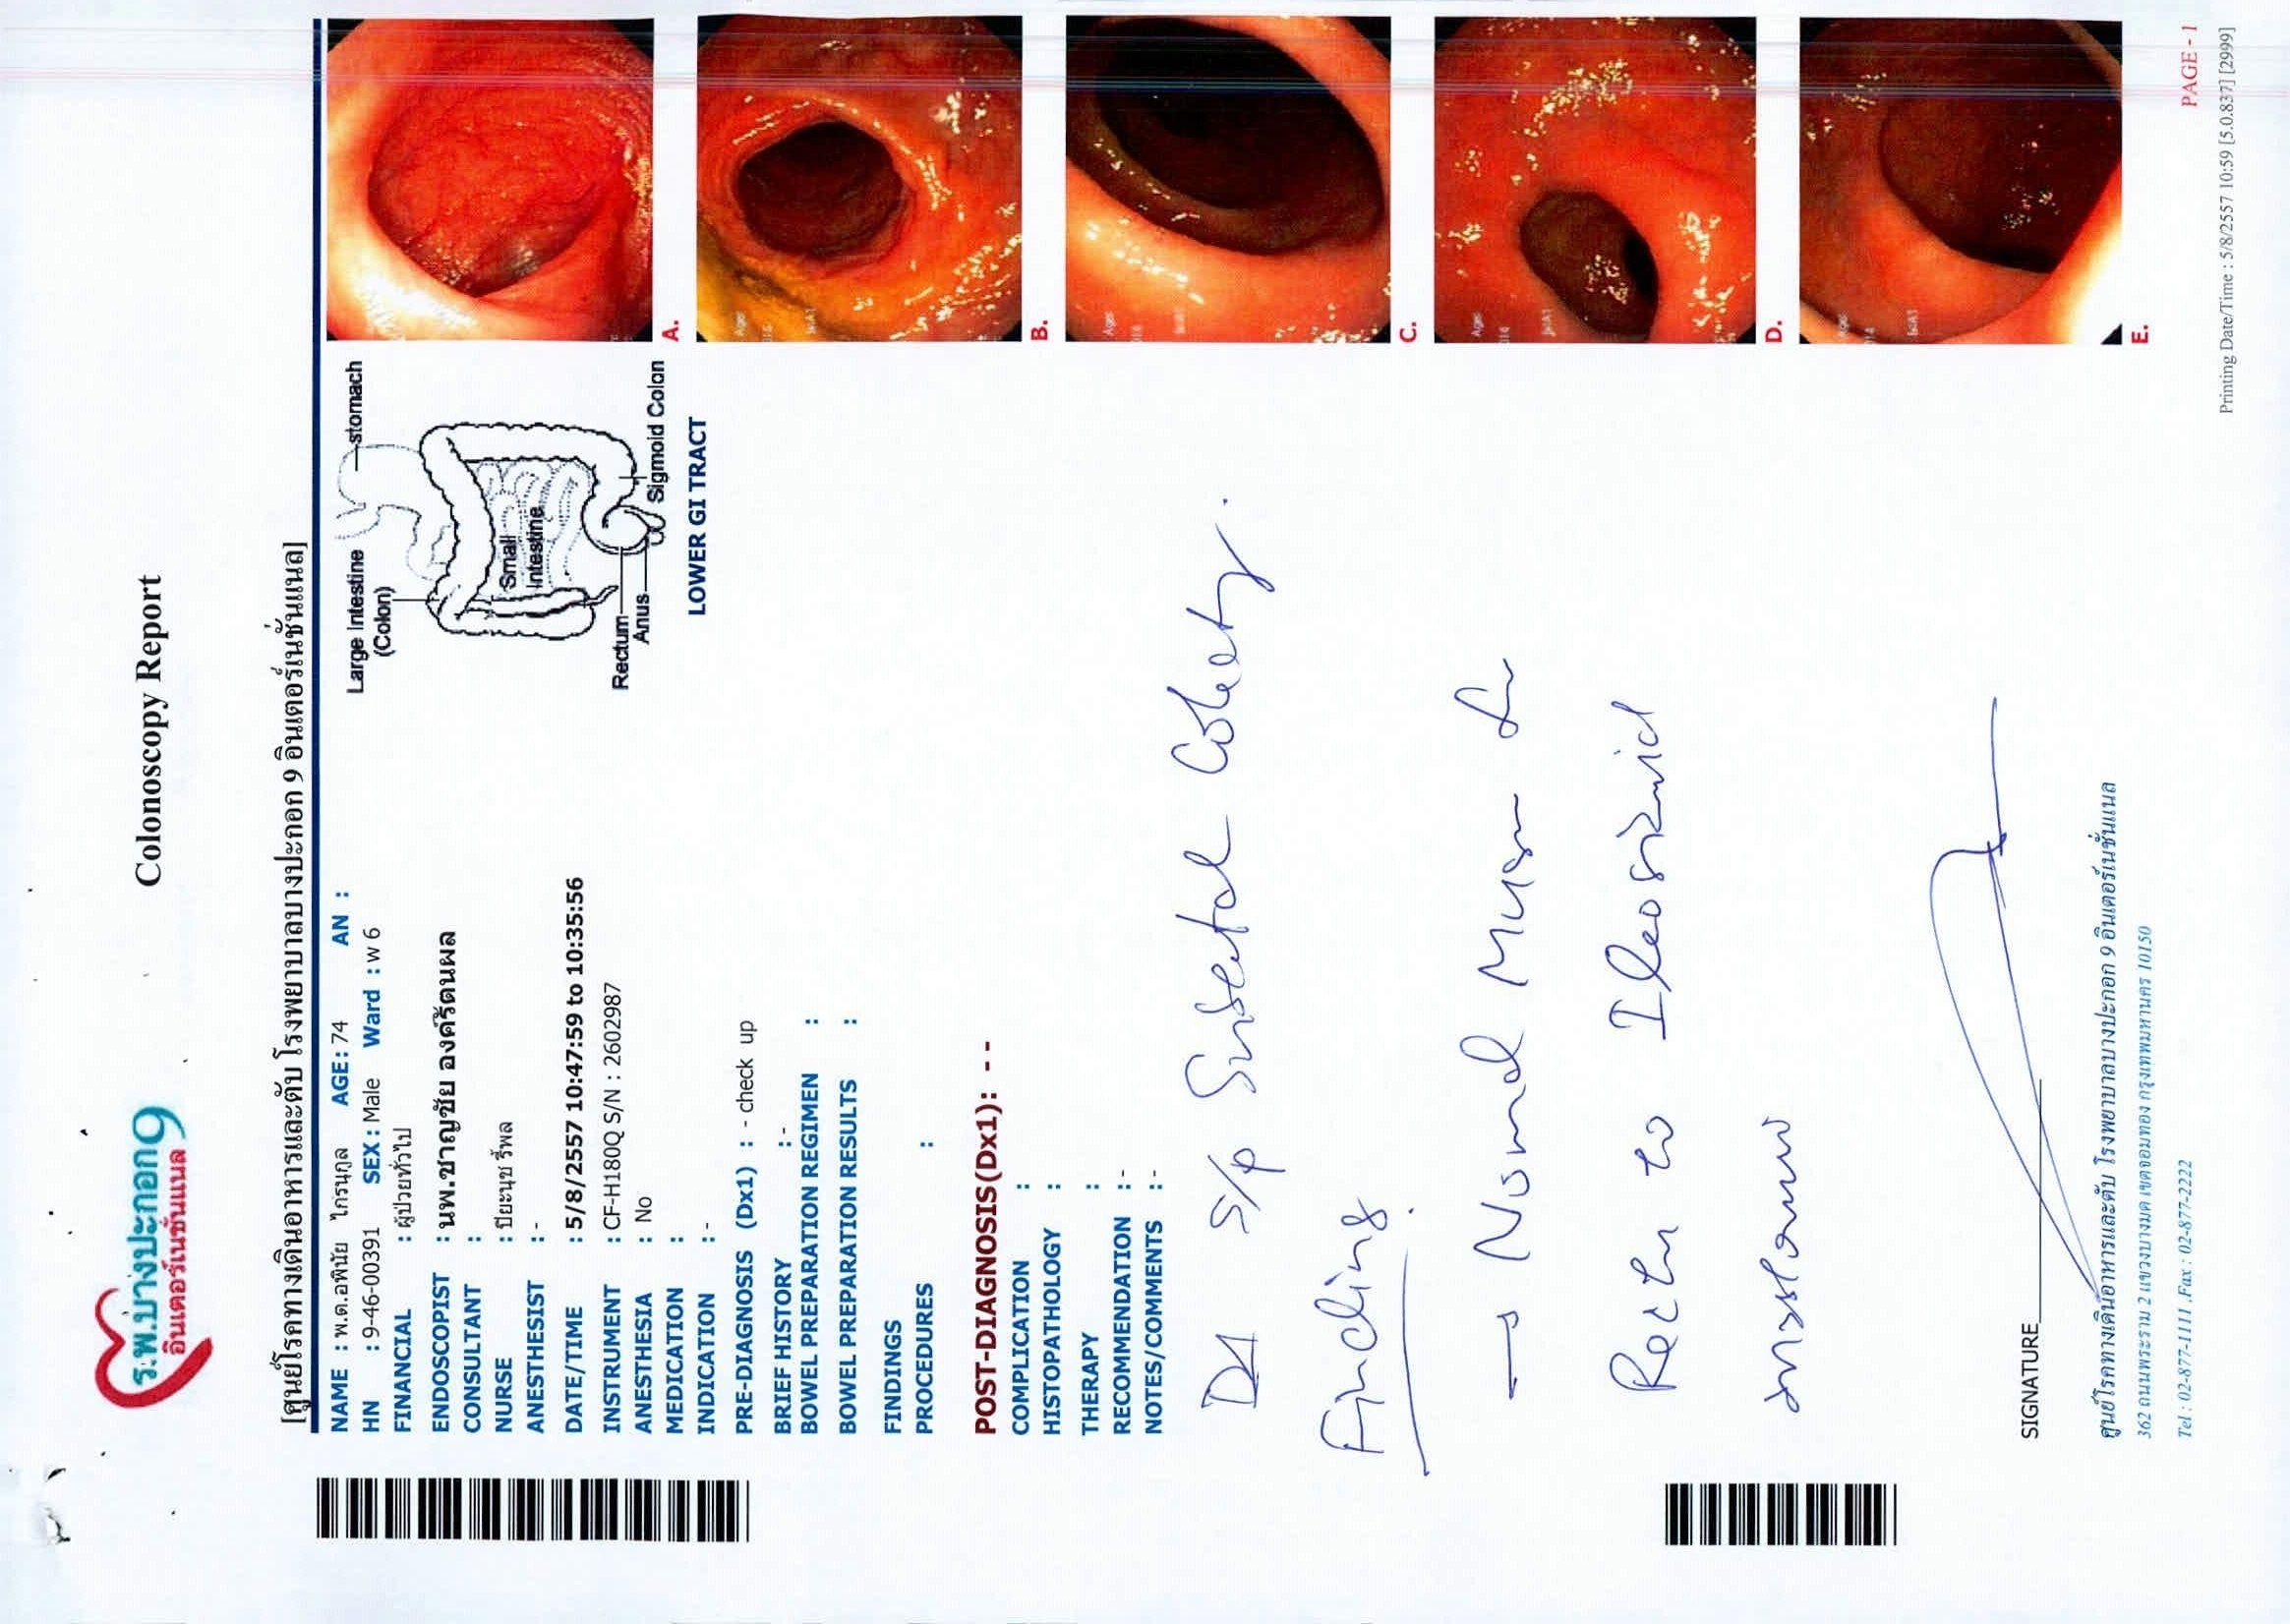 ร.พ.บางปะกอก 9
อินเตอร์เนชั่นแนล
Colonoscopy Report
[ศูนย์โรคทางเดินอาหารและตับ โรงพยาบาลบางปะกอก 9 อินเตอร์เนชั่นแนล]
NAME : พ.ต.อพินัย ไกรนุกูล AGE: 74 AN :
HN : 9-46-00391 SEX : Male Ward : w 6
FINANCIAL : ผู้ป่วยทั่วไป
ENDOSCOPIST : นพ.ชาญชัย องค์รัตนผล
CONSULTANT :
NURSE : ปิยะนุช รี้พล
ANESTHESIST : -
DATE/TIME : 5/8/2557 10:47:59 to 10:35:56
INSTRUMENT : CF-H180Q S/N : 2602987
ANESTHESIA : No
MEDICATION :
INDICATION : -
PRE-DIAGNOSIS (Dx1) : - check up
BRIEF HISTORY : -
BOWEL PREPARATION REGIMEN :
BOWEL PREPARATION RESULTS :
FINDINGS
PROCEDURES :
POST-DIAGNOSIS(Dx1): - -
COMPLICATION :
HISTOPATHOLOGY :
THERAPY :
RECOMMENDATION : -
NOTES/COMMENTS : -
Large Intestine
(Colon)
stomach
Small
Intestine
Rectum
Anus
Sigmoid Colon
LOWER GI TRACT
A.
B.
C.
D.
E.
S/P
Finding
→ Normal
to
SIGNATURE
ศูนย์โรคทางเดินอาหารและตับ โรงพยาบาลบางปะกอก 9 อินเตอร์เนชั่นแนล
362 ถนนพระราม 2 แขวงบางมด เขตจอมทอง กรุงเทพมหานคร 10150
Tel : 02-877-1111 ,Fax : 02-877-222
PAGE - 1
Printing Date/Time : 5/8/2557 10:59 [5.0.837] [2999]